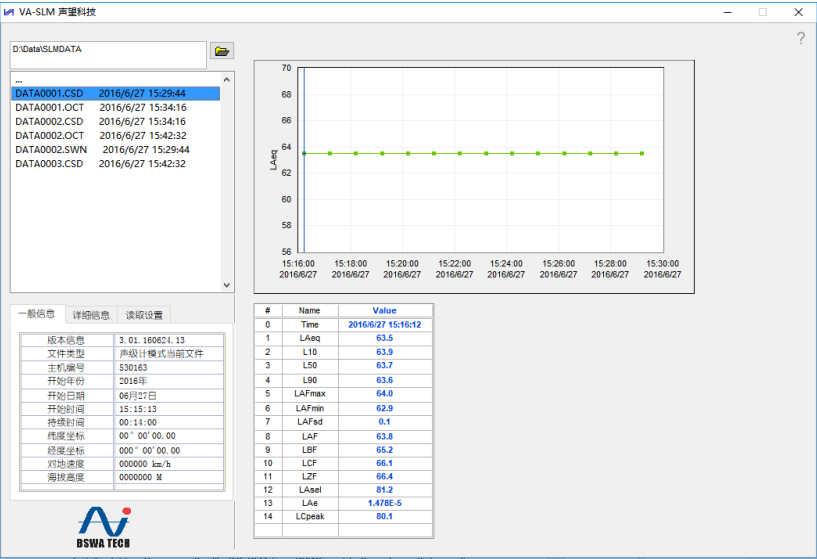 VA-SLM 声望科技
?
D:\Data\SLMDATA
...
DATA0001.CSD 2016/6/27 15:29:44
DATA0001.OCT 2016/6/27 15:34:16
DATA0002.CSD 2016/6/27 15:34:16
DATA0002.OCT 2016/6/27 15:42:32
DATA0002.SWN 2016/6/27 15:29:44
DATA0003.CSD 2016/6/27 15:42:32
70
68
66
64
62
60
58
56
LAeq
15:16:00 15:18:00 15:20:00 15:22:00 15:24:00 15:26:00 15:28:00 15:30:00
2016/6/27 2016/6/27 2016/6/27 2016/6/27 2016/6/27 2016/6/27 2016/6/27 2016/6/27
一般信息 详细信息 读取设置
版本信息 3.01.160624.13
文件类型 声级计模式当前文件
主机编号 530163
开始年份 2016年
开始日期 06月27日
开始时间 15:15:13
持续时间 00:14:00
纬度坐标 00°00'00.00
经度坐标 000°00'00.00
对地速度 000000 km/h
海拔高度 0000000 M
BSWA TECH
# Name Value
0 Time 2016/6/27 15:16:12
1 LAeq 63.5
2 L10 63.9
3 L50 63.7
4 L90 63.6
5 LAFmax 64.0
6 LAFmin 62.9
7 LAFsd 0.1
8 LAF 63.8
9 LBF 65.2
10 LCF 66.1
11 LZF 66.4
12 LAsel 81.2
13 LAe 1.478E-5
14 LCpeak 80.1